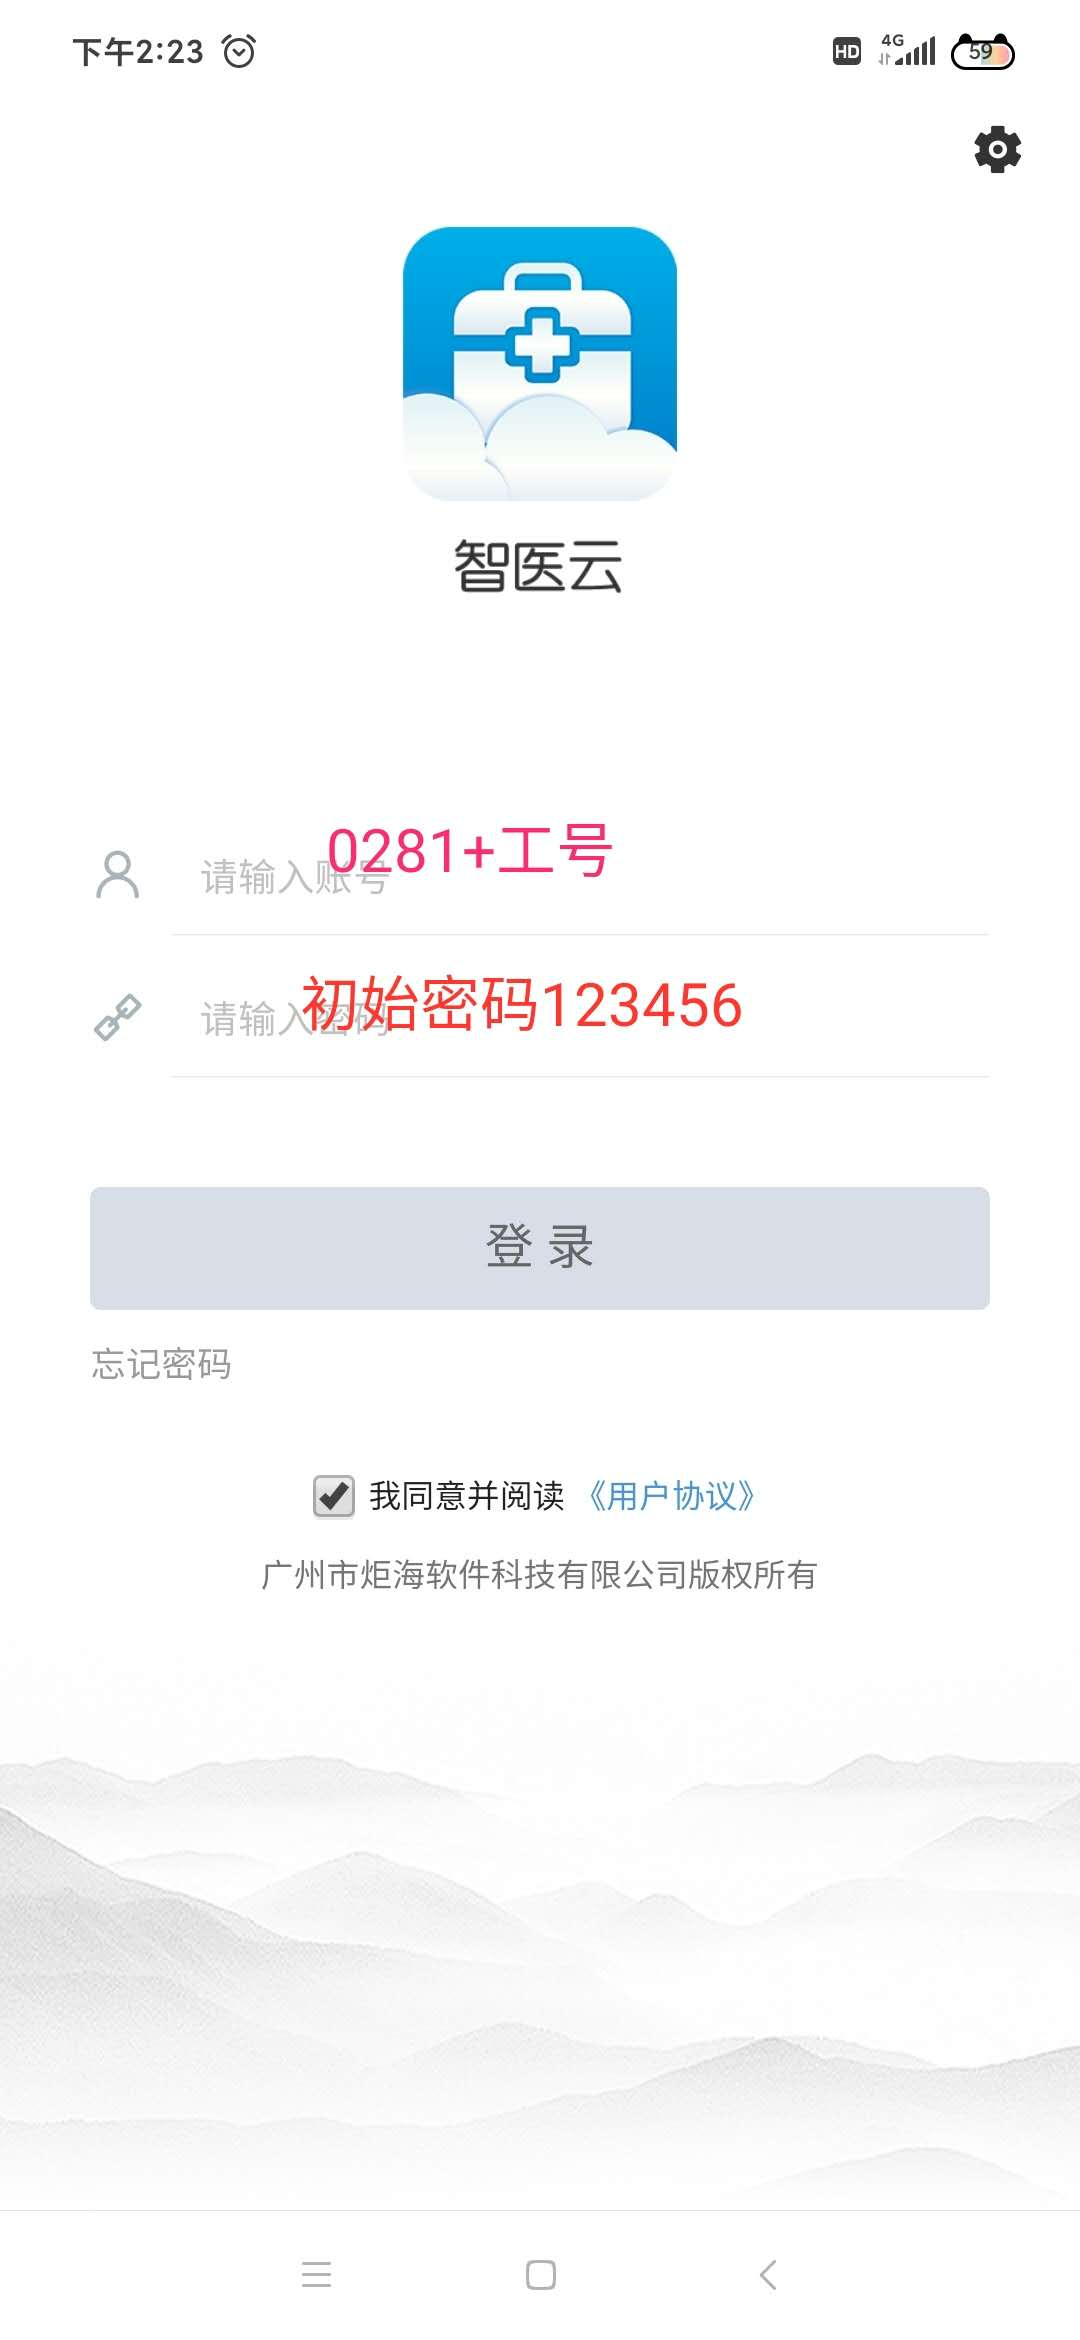 下午2:23
HD 4G 59
智医云
请输入账号
0281+工号
请输入密码
初始密码123456
登 录
忘记密码
我同意并阅读 《用户协议》
广州市炬海软件科技有限公司版权所有